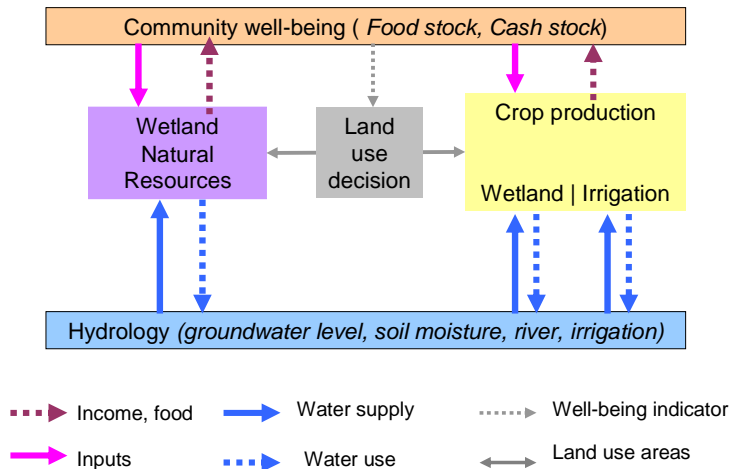 Community well-being ( Food stock, Cash stock)
Wetland
Natural
Resources
Land
use
decision
Crop production
Wetland | Irrigation
Hydrology (groundwater level, soil moisture, river, irrigation)
Income, food
Water supply
Well-being indicator
Inputs
Water use
Land use areas